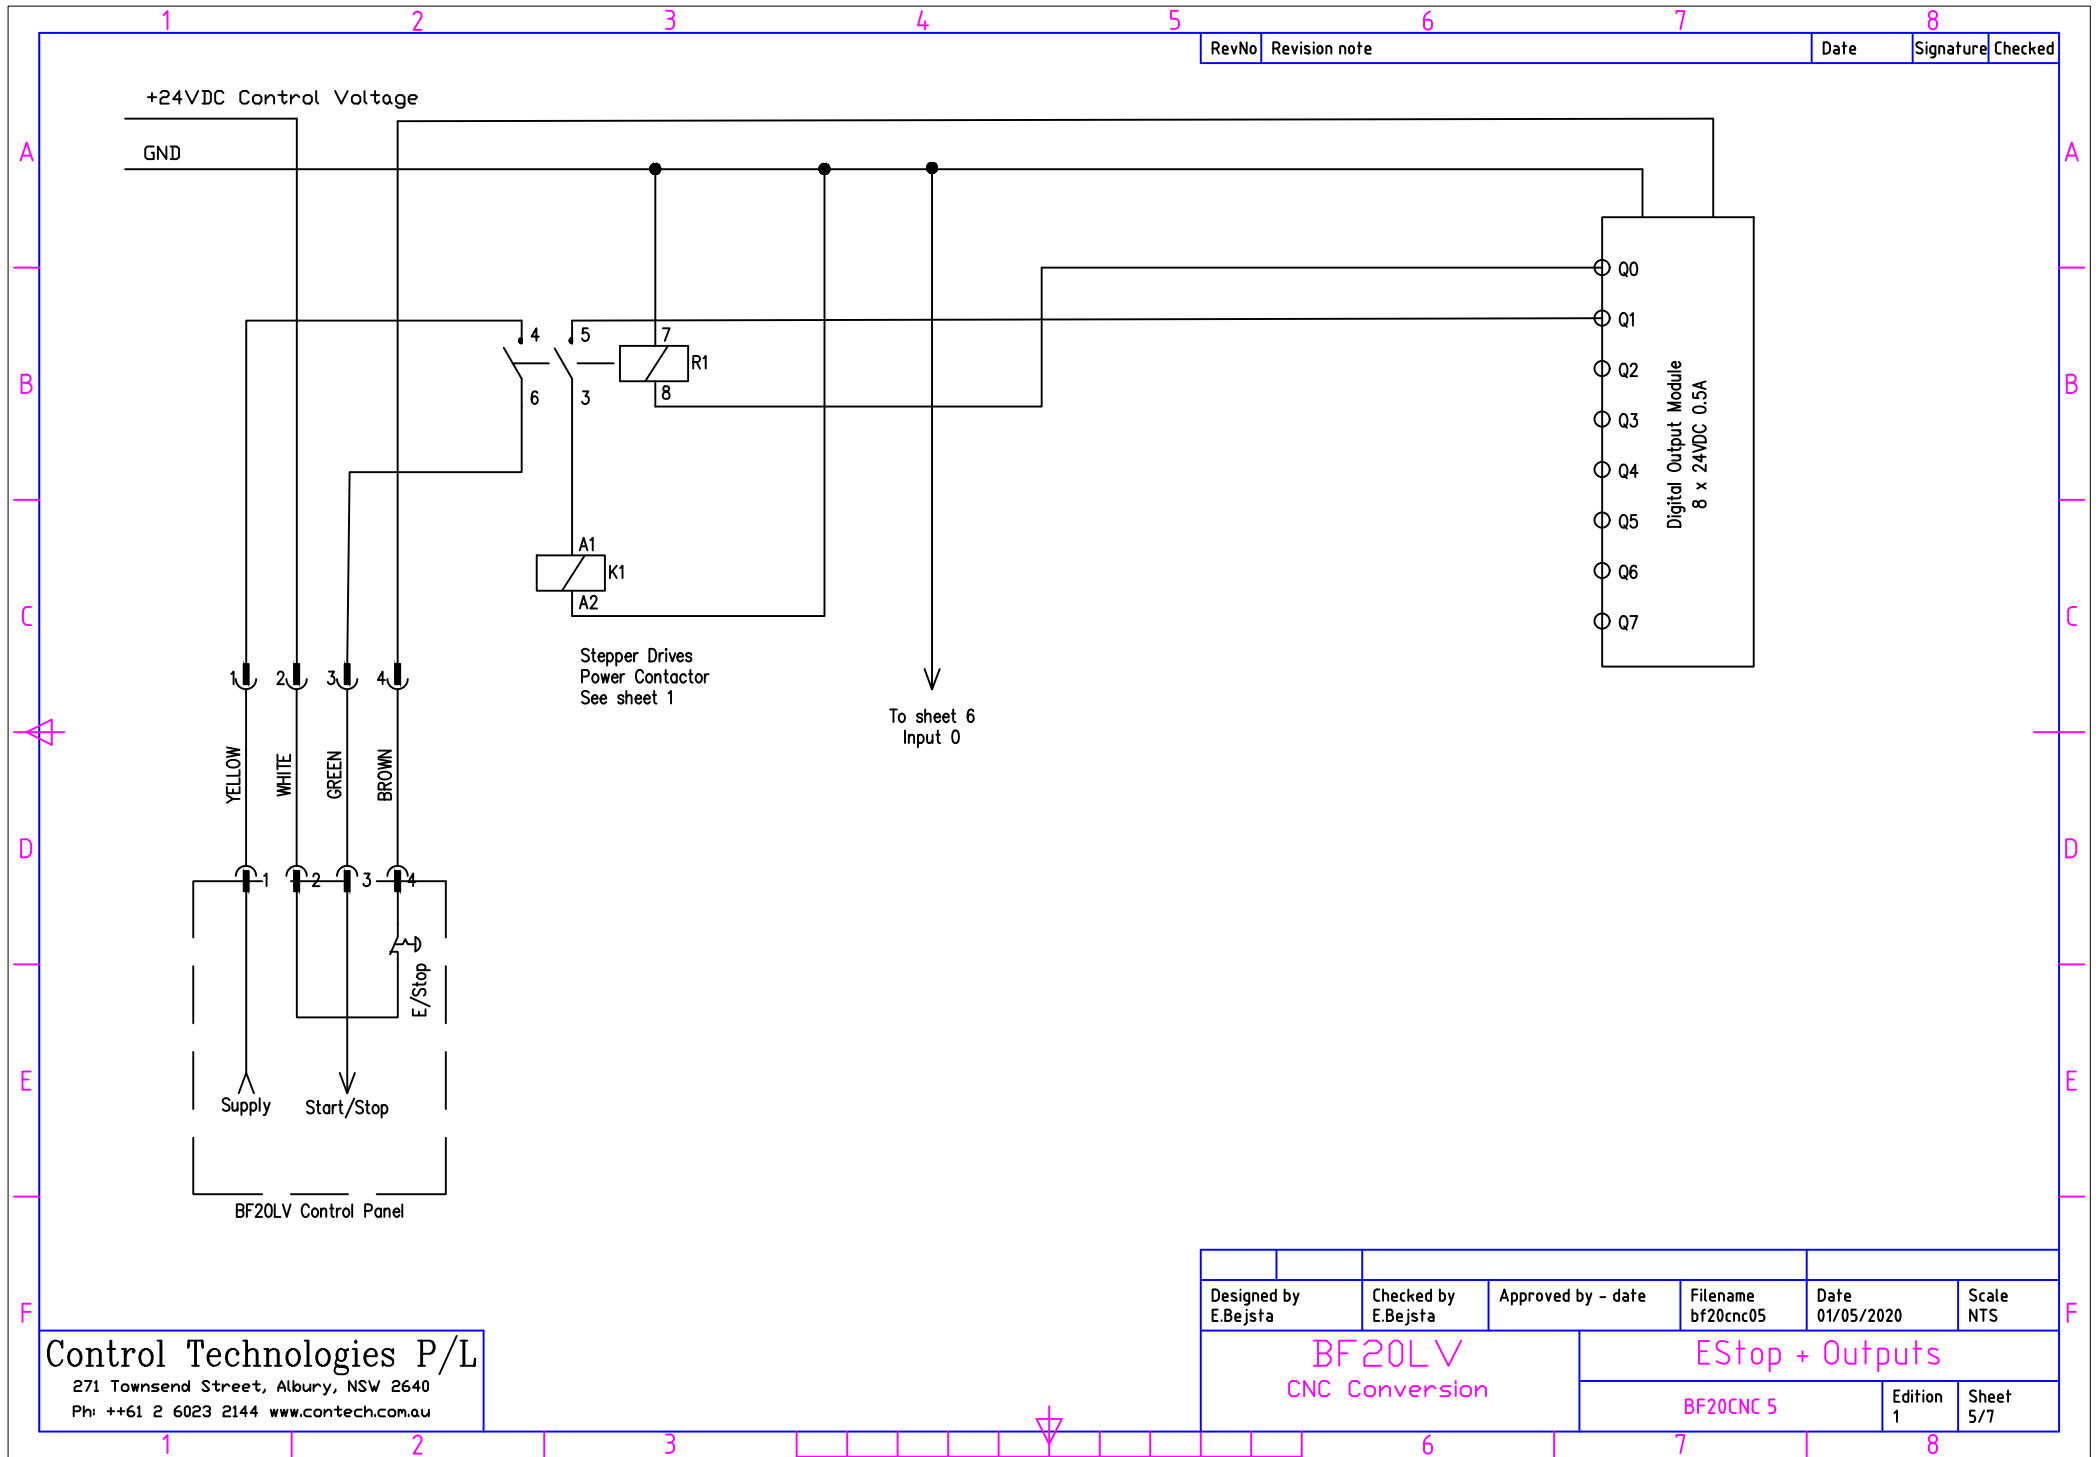 1 2 3 4 5 6 7 8
RevNo Revision note Date Signature Checked
+24VDC Control Voltage
A GND A
Q0
4 5 7 Q1
R1
B 6 3 8 Q2 B
Q3
Q4
Q5
Q6
Q7
Digital Output Module
8 x 24VDC 0.5A
A1
K1
A2
C C
Stepper Drives
Power Contactor
See sheet 1
1 2 3 4
To sheet 6
Input 0
YELLOW WHITE GREEN BROWN
D D
1 2 3 4
E/Stop
E E
Supply Start/Stop
BF20LV Control Panel
F F
Designed by Checked by Approved by - date Filename Date Scale
E.Bejsta E.Bejsta bf20cnc05 01/05/2020 NTS
Control Technologies P/L
271 Townsend Street, Albury, NSW 2640
Ph: ++61 2 6023 2144 www.contech.com.au
BF20LV
CNC Conversion
EStop + Outputs
BF20CNC 5
Edition Sheet
1 5/7
1 2 3 6 7 8